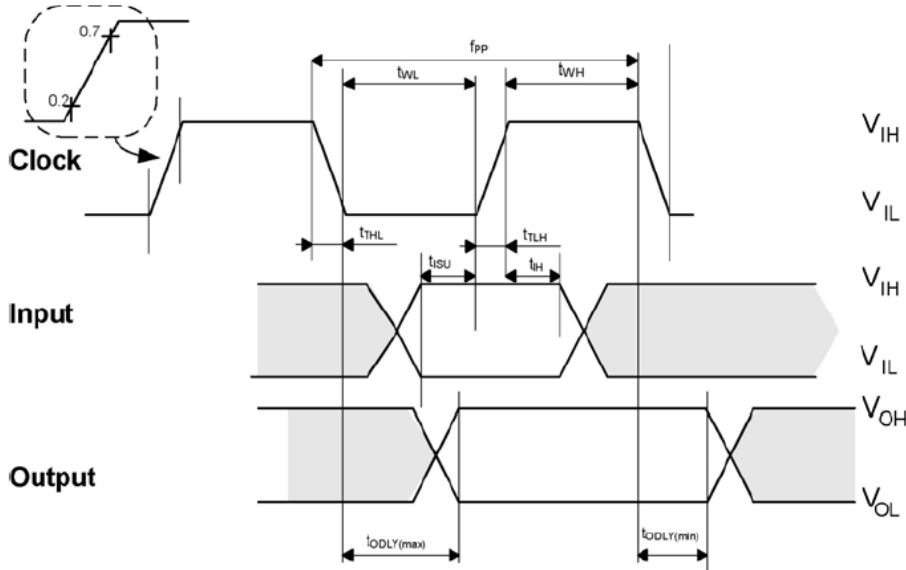 0.7
0.2
f_PP
t_WL
t_WH
Clock
V_IH
V_IL
t_THL
t_TLH
t_ISU
t_IH
Input
V_IH
V_IL
Output
V_OH
V_OL
t_ODLY(max)
t_ODLY(min)